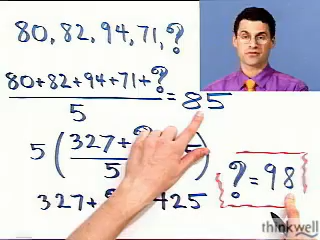 80, 82, 94, 71, ?
80+82+94+71+? / 5 = 85
5 ( 327+ / 5 )
? = 98
327+ 425
thinkwell